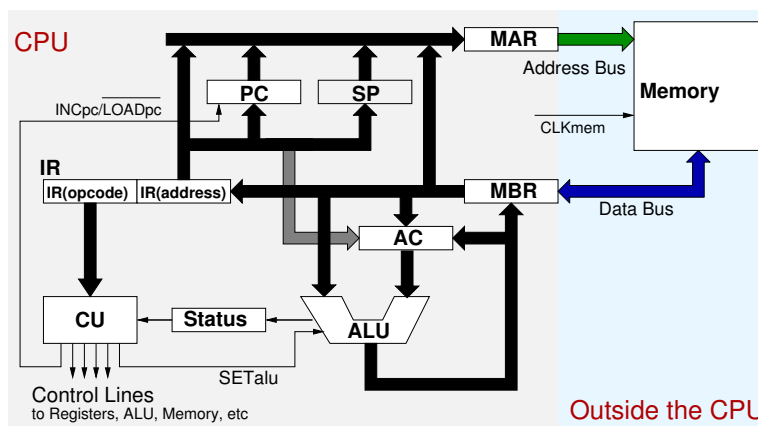 CPU
MAR
Address Bus
Memory
PC
SP
INCpc/LOADpc
CLKmem
IR
IR(opcode)
IR(address)
MBR
Data Bus
AC
CU
Status
ALU
SETalu
Control Lines
to Registers, ALU, Memory, etc
Outside the CPU